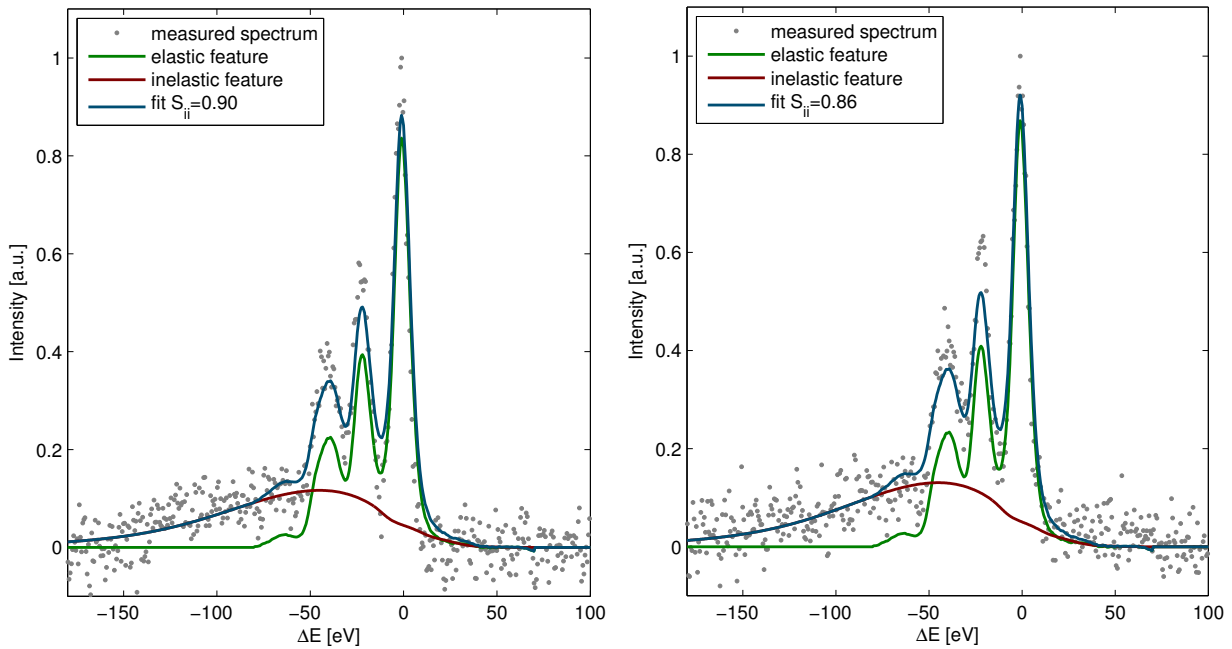 measured spectrum
elastic feature
inelastic feature
fit S_ii=0.90
1
0.8
0.6
0.4
0.2
0
Intensity [a.u.]
−150 −100 −50 0 50 100
ΔE [eV]
measured spectrum
elastic feature
inelastic feature
fit S_ii=0.86
1
0.8
0.6
0.4
0.2
0
Intensity [a.u.]
−150 −100 −50 0 50 100
ΔE [eV]